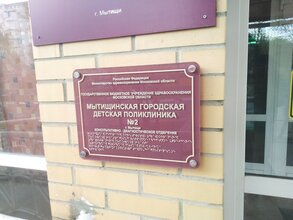 г. Мытищи
Российская Федерация
Министерство здравоохранения Московской области
ГОСУДАРСТВЕННОЕ БЮДЖЕТНОЕ УЧРЕЖДЕНИЕ ЗДРАВООХРАНЕНИЯ
МОСКОВСКОЙ ОБЛАСТИ
МЫТИЩИНСКАЯ ГОРОДСКАЯ
ДЕТСКАЯ ПОЛИКЛИНИКА
№2
г. Мытищи
КОНСУЛЬТАТИВНО - ДИАГНОСТИЧЕСКОЕ ОТДЕЛЕНИЕ